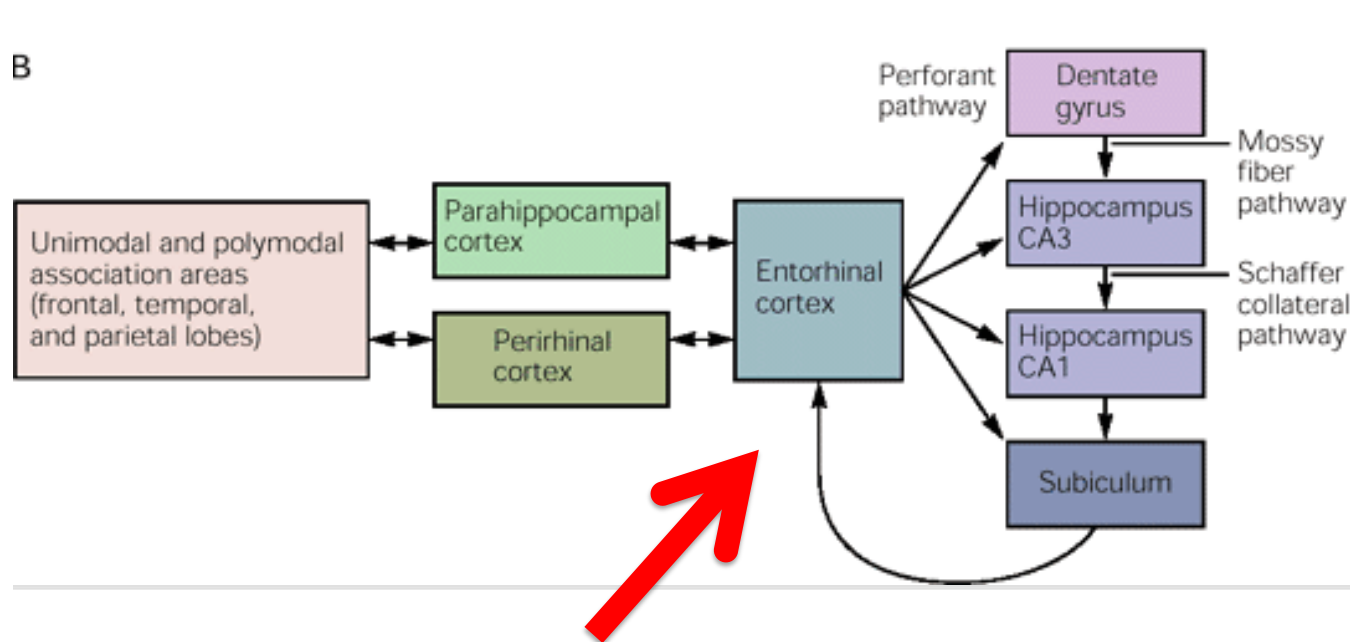 B
Unimodal and polymodal
association areas
(frontal, temporal,
and parietal lobes)
Parahippocampal
cortex
Perirhinal
cortex
Entorhinal
cortex
Perforant
pathway
Dentate
gyrus
Mossy
fiber
pathway
Hippocampus
CA3
Schaffer
collateral
pathway
Hippocampus
CA1
Subiculum